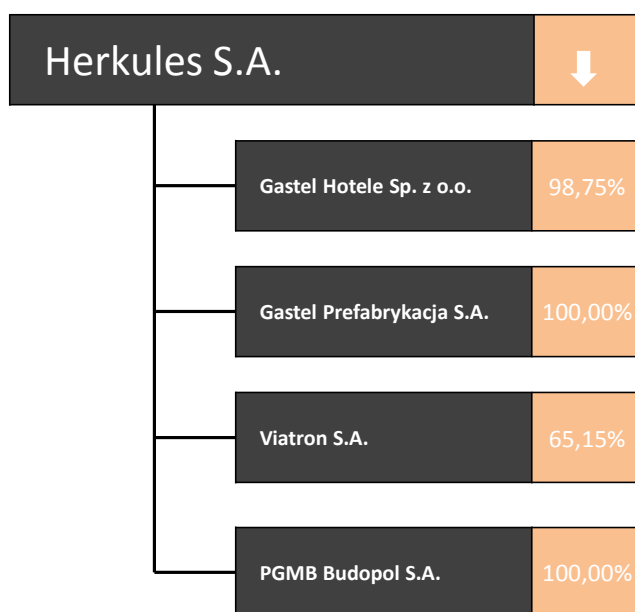 Herkules S.A.
Gastel Hotele Sp. z o.o. 98,75%
Gastel Prefabrykacja S.A. 100,00%
Viatron S.A. 65,15%
PGMB Budopol S.A. 100,00%